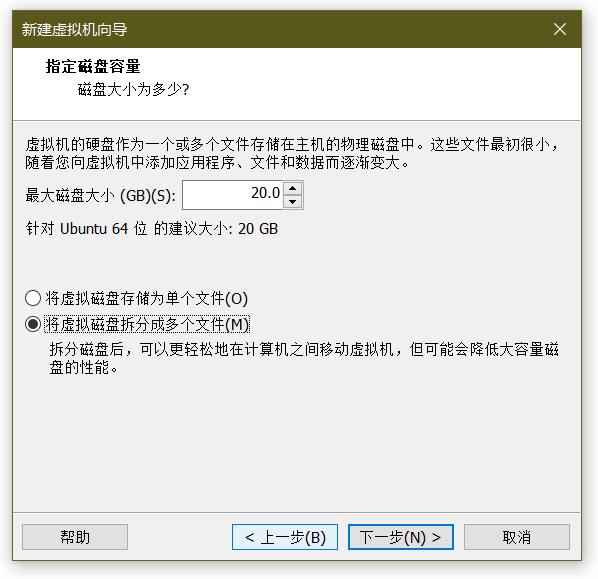 新建虚拟机向导
指定磁盘容量
磁盘大小为多少?
虚拟机的硬盘作为一个或多个文件存储在主机的物理磁盘中。这些文件最初很小，
随着您向虚拟机中添加应用程序、文件和数据而逐渐变大。
最大磁盘大小 (GB)(S): 20.0
针对 Ubuntu 64 位 的建议大小: 20 GB
将虚拟磁盘存储为单个文件(O)
将虚拟磁盘拆分成多个文件(M)
拆分磁盘后，可以更轻松地在计算机之间移动虚拟机，但可能会降低大容量磁
盘的性能。
帮助 < 上一步(B) 下一步(N) > 取消